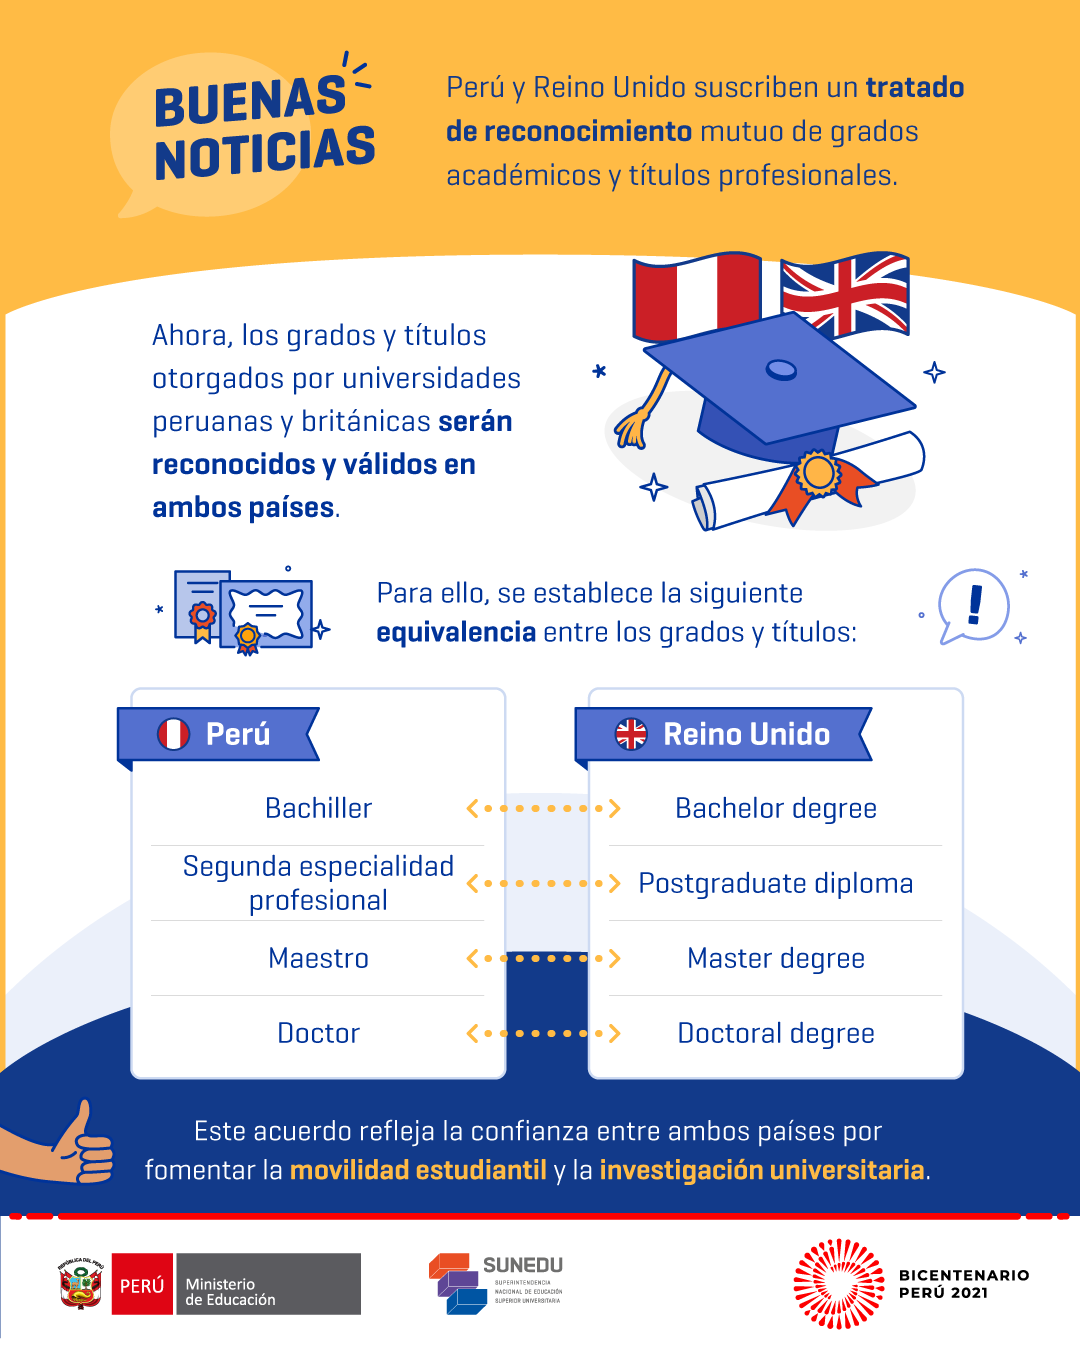 BUENAS
NOTICIAS
Perú y Reino Unido suscriben un tratado
de reconocimiento mutuo de grados
académicos y títulos profesionales.
Ahora, los grados y títulos
otorgados por universidades
peruanas y británicas serán
reconocidos y válidos en
ambos países.
Para ello, se establece la siguiente
equivalencia entre los grados y títulos:
!
Perú
Reino Unido
Bachiller
Bachelor degree
Segunda especialidad
profesional
Postgraduate diploma
Maestro
Master degree
Doctor
Doctoral degree
Este acuerdo refleja la confianza entre ambos países por
fomentar la movilidad estudiantil y la investigación universitaria.
REPÚBLICA DEL PERÚ
PERÚ
Ministerio
de Educación
SUNEDU
SUPERINTENDENCIA
NACIONAL DE EDUCACIÓN
SUPERIOR UNIVERSITARIA
BICENTENARIO
PERÚ 2021